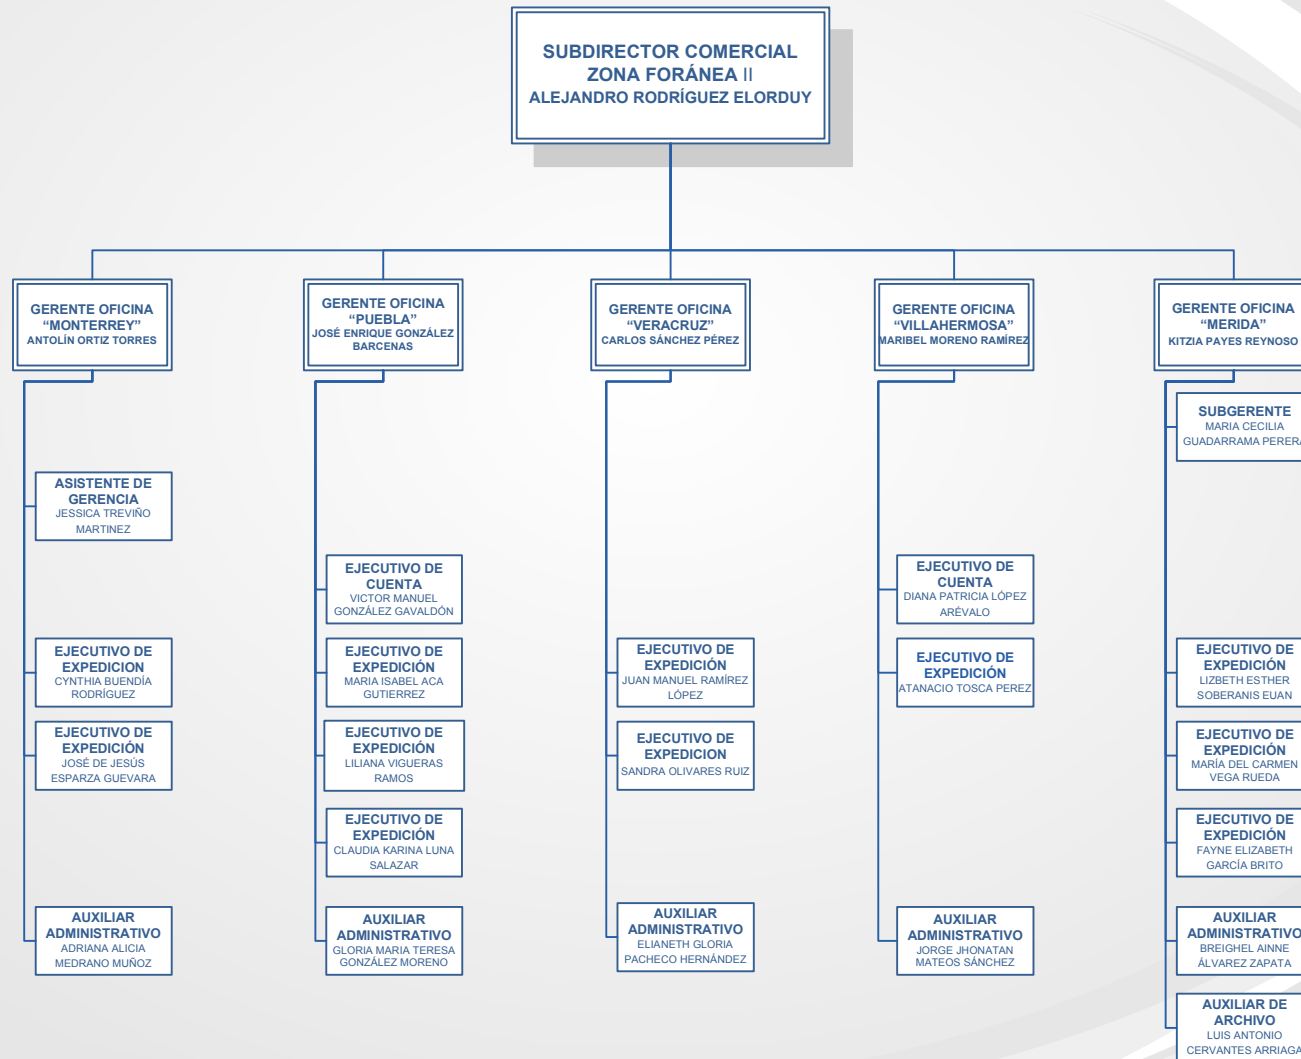 SUBDIRECTOR COMERCIAL
ZONA FORÁNEA II
ALEJANDRO RODRÍGUEZ ELORDUY
GERENTE OFICINA
“MONTERREY”
ANTOLÍN ORTIZ TORRES
ASISTENTE DE
GERENCIA
JESSICA TREVIÑO
MARTINEZ
EJECUTIVO DE
EXPEDICION
CYNTHIA BUENDÍA
RODRÍGUEZ
EJECUTIVO DE
EXPEDICIÓN
JOSÉ DE JESÚS
ESPARZA GUEVARA
AUXILIAR
ADMINISTRATIVO
ADRIANA ALICIA
MEDRANO MUÑOZ
GERENTE OFICINA
“PUEBLA”
JOSÉ ENRIQUE GONZÁLEZ
BARCENAS
EJECUTIVO DE
CUENTA
VICTOR MANUEL
GONZÁLEZ GAVALDÓN
EJECUTIVO DE
EXPEDICIÓN
MARIA ISABEL ACA
GUTIERREZ
EJECUTIVO DE
EXPEDICIÓN
LILIANA VIGUERAS
RAMOS
EJECUTIVO DE
EXPEDICIÓN
CLAUDIA KARINA LUNA
SALAZAR
AUXILIAR
ADMINISTRATIVO
GLORIA MARIA TERESA
GONZÁLEZ MORENO
GERENTE OFICINA
“VERACRUZ”
CARLOS SÁNCHEZ PÉREZ
EJECUTIVO DE
EXPEDICIÓN
JUAN MANUEL RAMÍREZ
LÓPEZ
EJECUTIVO DE
EXPEDICION
SANDRA OLIVARES RUIZ
AUXILIAR
ADMINISTRATIVO
ELIANETH GLORIA
PACHECO HERNÁNDEZ
GERENTE OFICINA
“VILLAHERMOSA”
MARIBEL MORENO RAMÍREZ
EJECUTIVO DE
CUENTA
DIANA PATRICIA LÓPEZ
ARÉVALO
EJECUTIVO DE
EXPEDICIÓN
ATANACIO TOSCA PEREZ
AUXILIAR
ADMINISTRATIVO
JORGE JHONATAN
MATEOS SÁNCHEZ
GERENTE OFICINA
“MERIDA”
KITZIA PAYES REYNOSO
SUBGERENTE
MARIA CECILIA
GUADARRAMA PERERA
EJECUTIVO DE
EXPEDICIÓN
LIZBETH ESTHER
SOBERANIS EUAN
EJECUTIVO DE
EXPEDICIÓN
MARÍA DEL CARMEN
VEGA RUEDA
EJECUTIVO DE
EXPEDICIÓN
FAYNE ELIZABETH
GARCÍA BRITO
AUXILIAR
ADMINISTRATIVO
BREIGHEL AINNE
ÁLVAREZ ZAPATA
AUXILIAR DE
ARCHIVO
LUIS ANTONIO
CERVANTES ARRIAGA